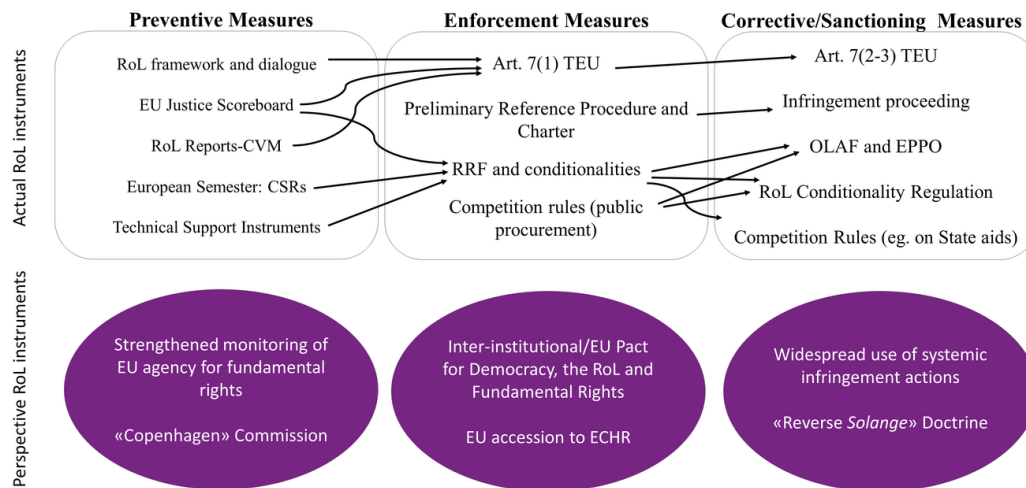 Preventive Measures
Enforcement Measures
Corrective/Sanctioning Measures
Actual RoL instruments
RoL framework and dialogue
EU Justice Scoreboard
RoL Reports-CVM
European Semester: CSRs
Technical Support Instruments
Art. 7(1) TEU
Preliminary Reference Procedure and
Charter
RRF and conditionalities
Competition rules (public
procurement)
Art. 7(2-3) TEU
Infringement proceeding
OLAF and EPPO
RoL Conditionality Regulation
Competition Rules (eg. on State aids)
Perspective RoL instruments
Strengthened monitoring of
EU agency for fundamental
rights
«Copenhagen» Commission
Inter-institutional/EU Pact
for Democracy, the RoL and
Fundamental Rights
EU accession to ECHR
Widespread use of systemic
infringement actions
«Reverse Solange» Doctrine